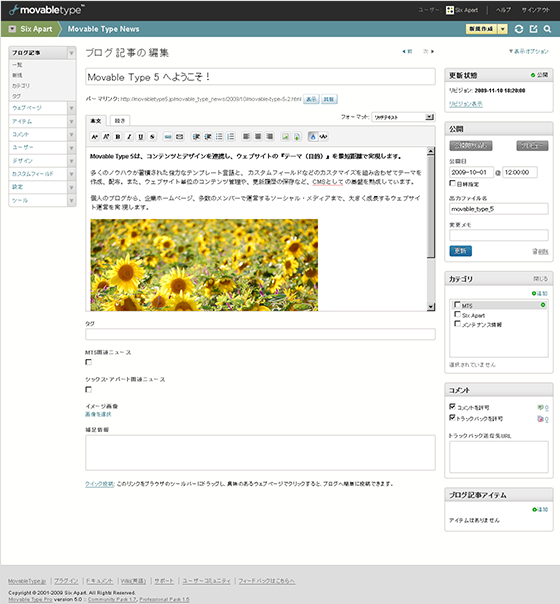 movabletype™
ユーザー: Six Apart ヘルプ サインアウト
Six Apart Movable Type News
新規作成
ブログ記事
一覧
新規
カテゴリ
タグ
ウェブページ
アイテム
コメント
ユーザー
デザイン
カスタムフィールド
設定
ツール
ブログ記事の編集
前 次
表示オプション
Movable Type 5 へようこそ！
パーマリンク: http://movabletype5.jp/movable_type_news/2009/10/movable-type-5-2.html 表示 共有
本文 続き
フォーマット: リッチテキスト
Movable Type 5は、コンテンツとデザインを連携し、ウェブサイトの『テーマ（目的）』を最短距離で実現します。
多くのノウハウが蓄積された強力なテンプレート言語と、カスタムフィールドなどのカスタマイズを組み合わせてテーマを
作成、配布。また、ウェブサイト単位のコンテンツ管理や、更新履歴の保存など、CMSとしての基盤を熟成しています。
個人のブログから、企業ホームページ、多数のメンバーで運営するソーシャル・メディアまで、大きく成長するウェブサイ
ト運営を実現します。
タグ
MT5関連ニュース
シックス・アパート関連ニュース
イメージ画像
画像を選択
補足情報
クイック投稿: このリンクをブラウザのツールバーにドラッグし、興味のあるウェブページでクリックすると、ブログへ簡単に投稿できます。
更新状態
公開
リビジョン: 2009-11-10 18:20:00
リビジョン表示
公開
プレビュー
公開日
2009-10-01 @ 12:00:00
日時指定
出力ファイル名
movable_type_5
変更メモ
更新
カテゴリ 閉じる
追加
MT5
Six Apart
メンテナンス情報
選択されていません
コメント
コメントを許可 0
トラックバックを許可 0
トラックバック送信先URL
ブログ記事アイテム
追加
アイテムはありません
MovableType.jp | プラグイン | ドキュメント | Wiki(英語) | サポート | ユーザーコミュニティ | フィードバックはこちらへ
Copyright © 2001-2009 Six Apart. All Rights Reserved.
Movable Type Pro version 5.0 :: Community Pack 1.7, Professional Pack 1.5